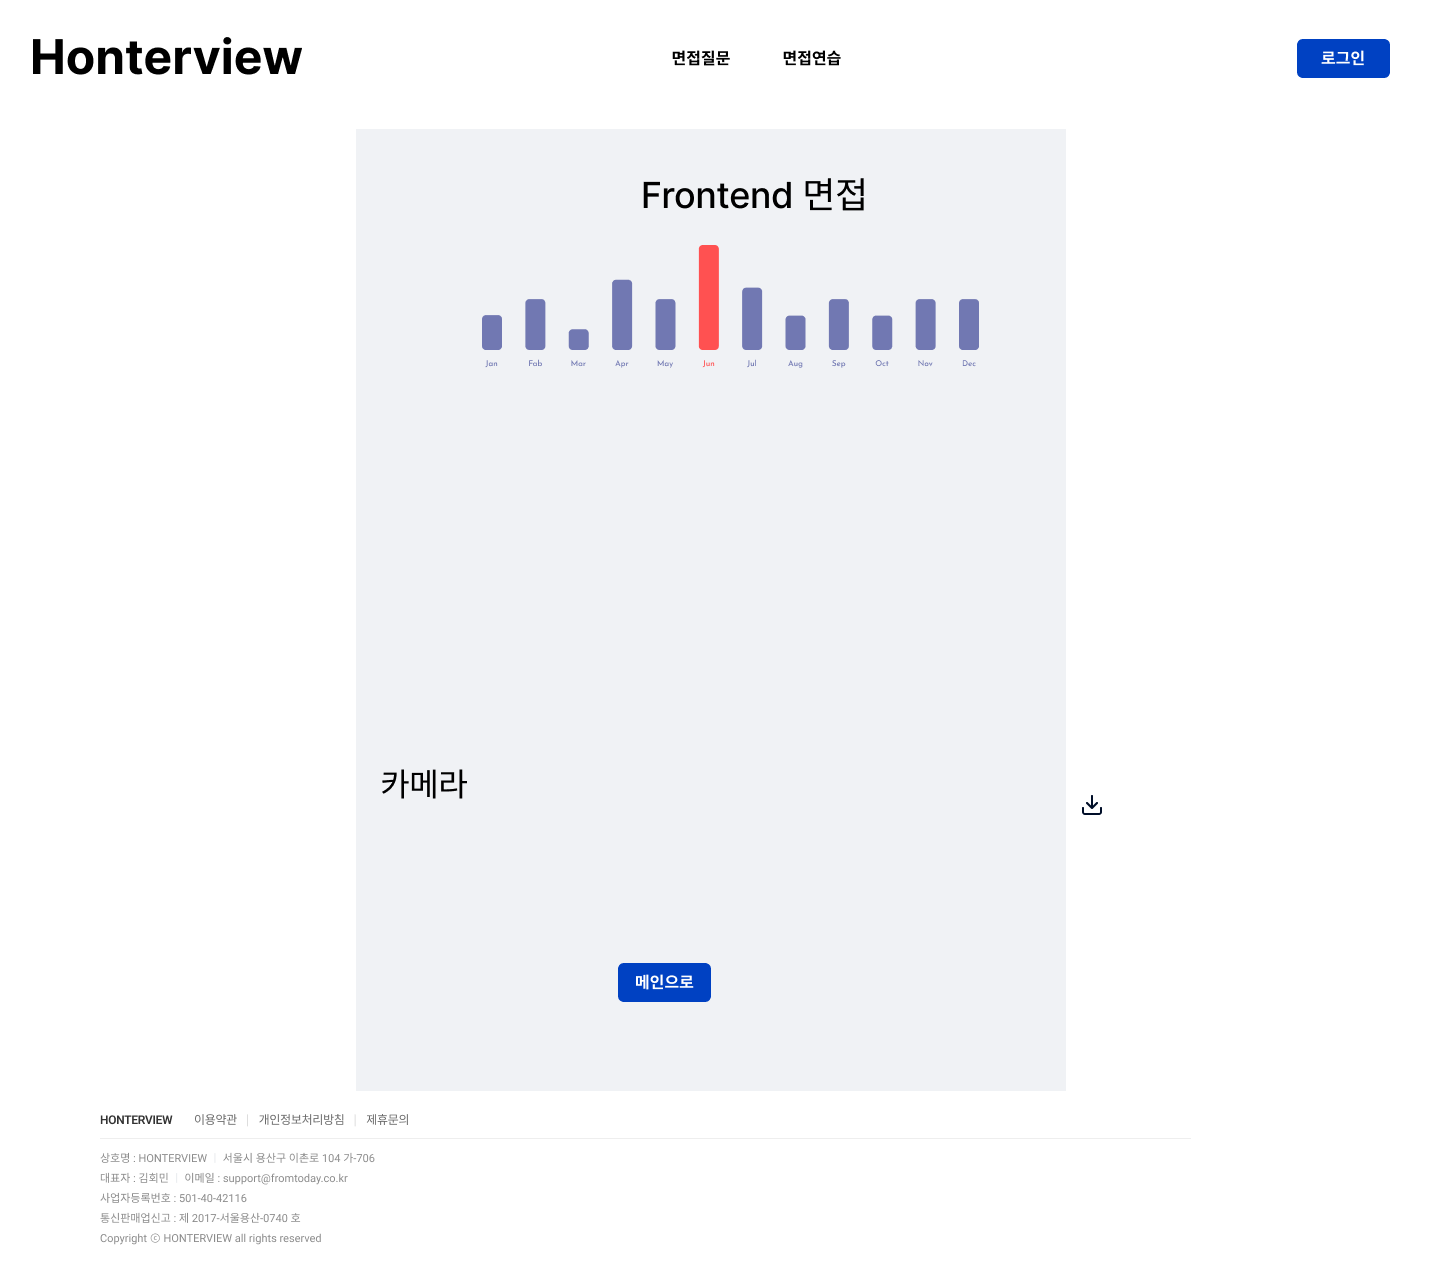 Honterview
면접질문 면접연습
로그인
Frontend 면접
Jan Fab Mar Apr May Jun Jul Aug Sep Oct Nov Dec
카메라
메인으로
HONTERVIEW 이용약관 | 개인정보처리방침 | 제휴문의
상호명 : HONTERVIEW | 서울시 용산구 이촌로 104 가-706
대표자 : 김회민 | 이메일 : support@fromtoday.co.kr
사업자등록번호 : 501-40-42116
통신판매업신고 : 제 2017-서울용산-0740 호
Copyright ⓒ HONTERVIEW all rights reserved